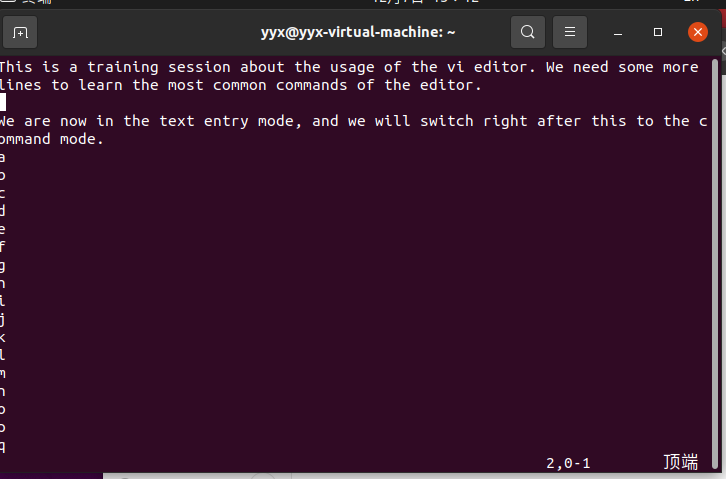 yyx@yyx-virtual-machine: ~
This is a training session about the usage of the vi editor. We need some more
lines to learn the most common commands of the editor.
We are now in the text entry mode, and we will switch right after this to the c
ommand mode.
a
b
c
d
e
f
g
h
i
j
k
l
m
n
o
p
q
2,0-1 顶端